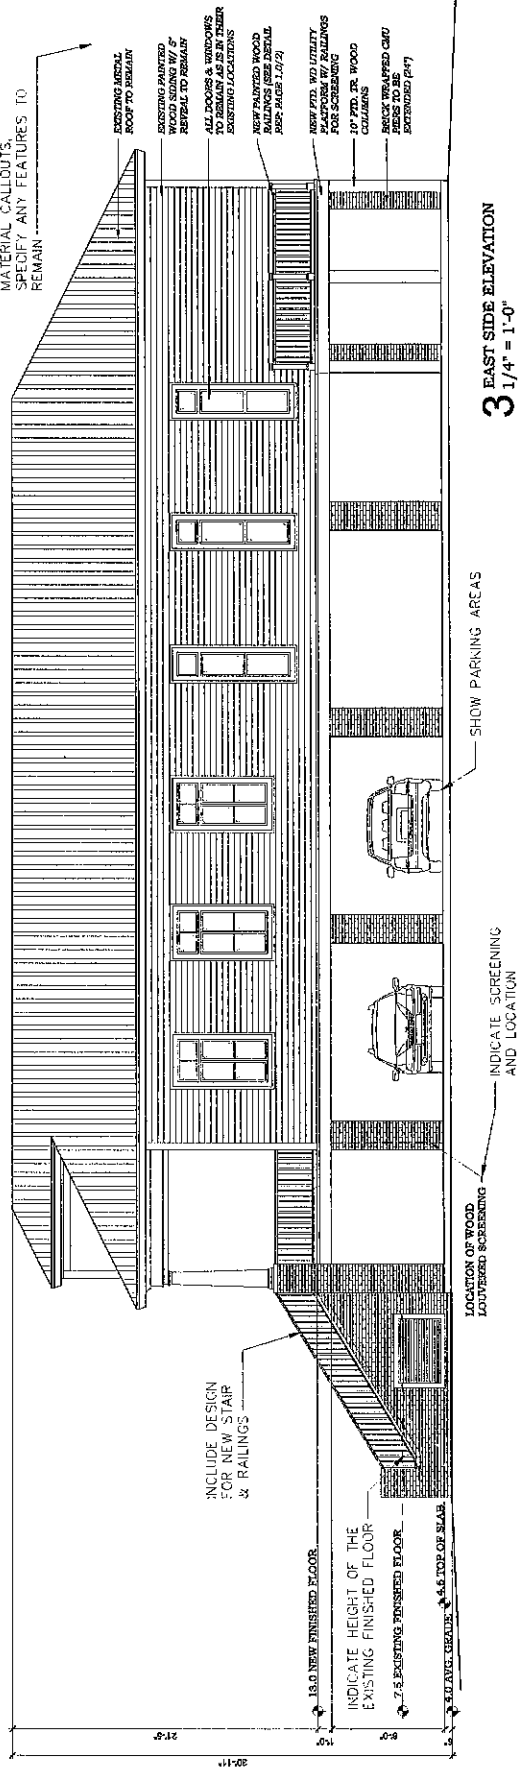 MATERIAL CALLOUTS,
SPECIFY ANY FEATURES TO
REMAIN
EXISTING METAL
ROOF TO REMAIN
EXISTING PAINTED
WOOD SIDING W/ 5"
REVEAL TO REMAIN
ALL DOORS & WINDOWS
TO REMAIN AS IS IN THEIR
EXISTING LOCATIONS
NEW PAINTED WOOD
RAILINGS (SEE DETAIL
REF: PAGE 1.0/2)
NEW PTD. WD UTILITY
PLATFORM W/ RAILINGS
FOR SCREENING
10" PTD. TR. WOOD
COLUMNS
BRICK WRAPPED CMU
PIERS TO BE
EXTENDED (24")
INCLUDE DESIGN
FOR NEW STAIR
& RAILINGS
INDICATE HEIGHT OF THE
EXISTING FINISHED FLOOR
13.0 NEW FINISHED FLOOR
7.5 EXISTING FINISHED FLOOR
4.5 TOP OF SLAB
4.0 AVG. GRADE
30'-11"
21'-5"
1'-0"
8'-0"
6"
LOCATION OF WOOD
LOUVERED SCREENING
INDICATE SCREENING
AND LOCATION
SHOW PARKING AREAS
3 EAST SIDE ELEVATION
1/4" = 1'-0"